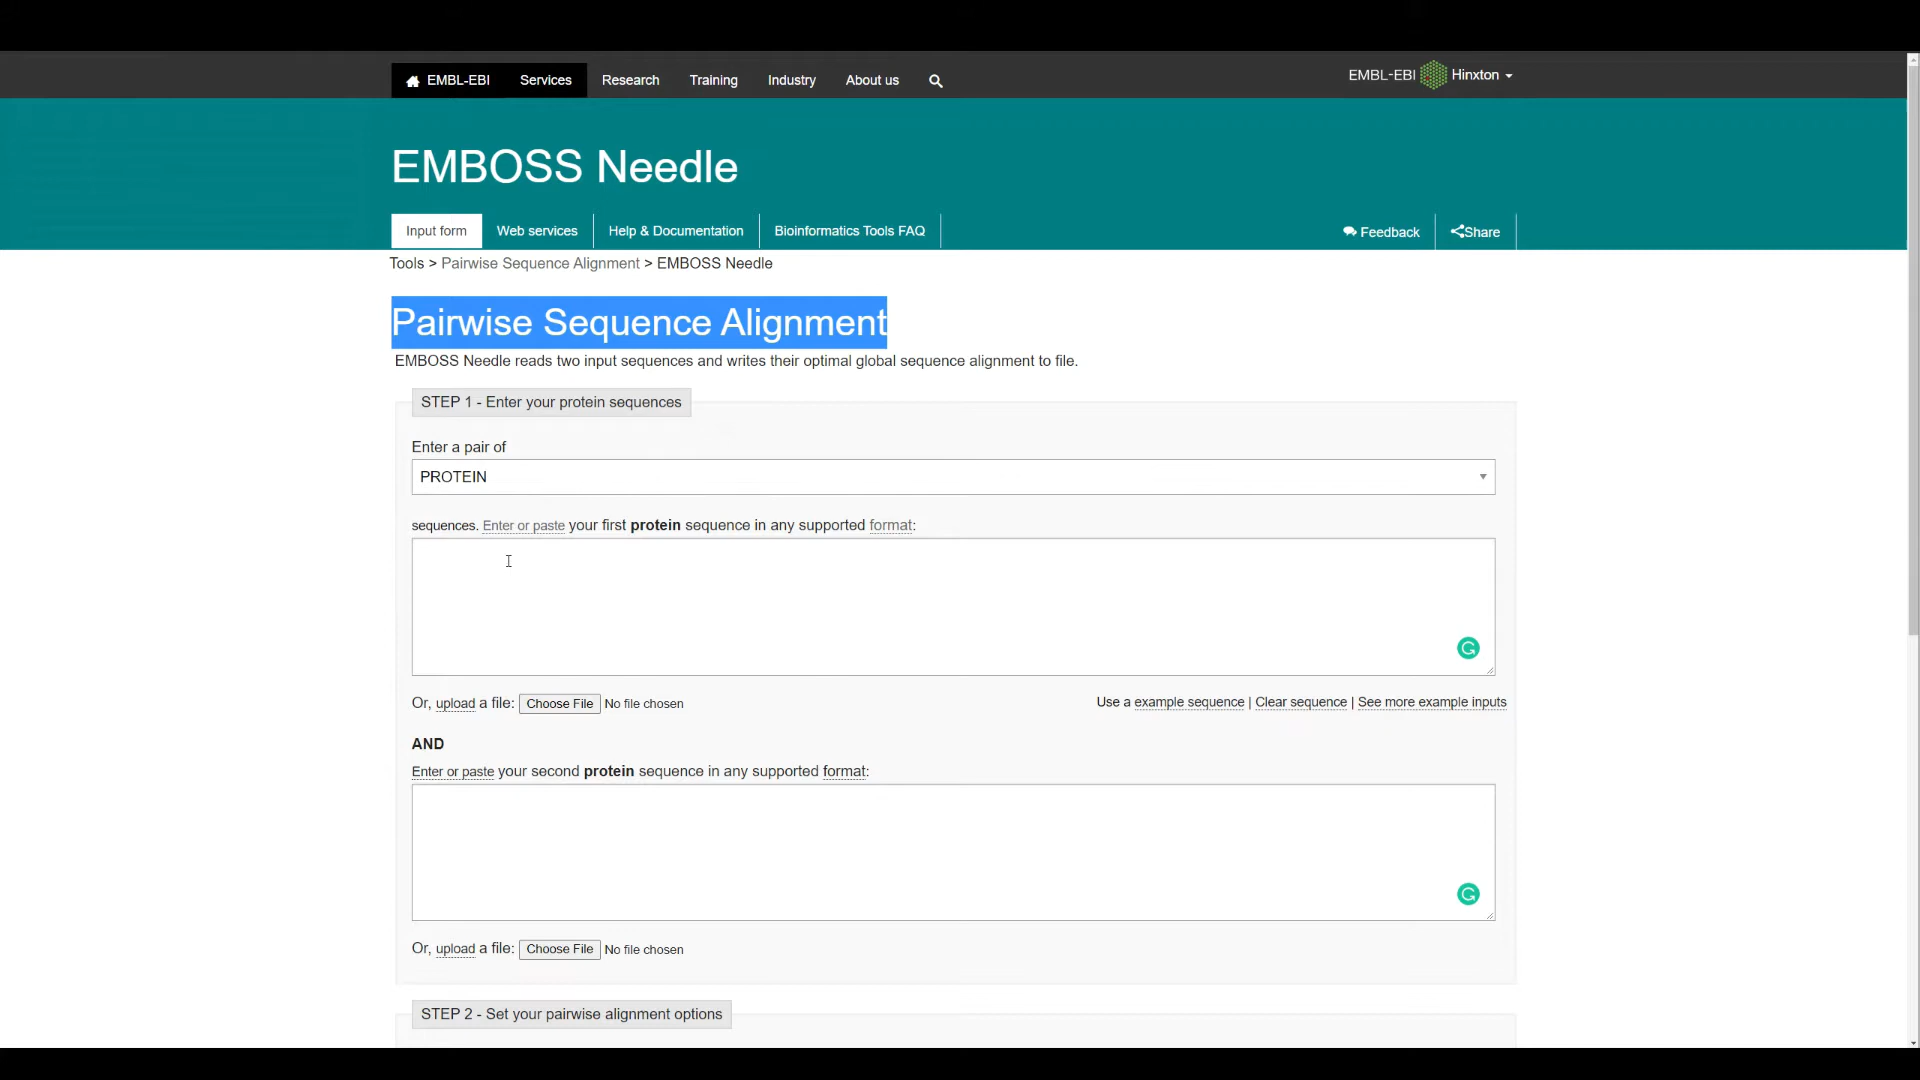 EMBL-EBI Services Research Training Industry About us
EMBL-EBI Hinxton
EMBOSS Needle
Input form Web services Help & Documentation Bioinformatics Tools FAQ
Feedback Share
Tools > Pairwise Sequence Alignment > EMBOSS Needle
Pairwise Sequence Alignment
EMBOSS Needle reads two input sequences and writes their optimal global sequence alignment to file.
STEP 1 - Enter your protein sequences
Enter a pair of
PROTEIN
sequences. Enter or paste your first protein sequence in any supported format:
Or, upload a file: Choose File No file chosen
Use a example sequence | Clear sequence | See more example inputs
AND
Enter or paste your second protein sequence in any supported format:
Or, upload a file: Choose File No file chosen
STEP 2 - Set your pairwise alignment options